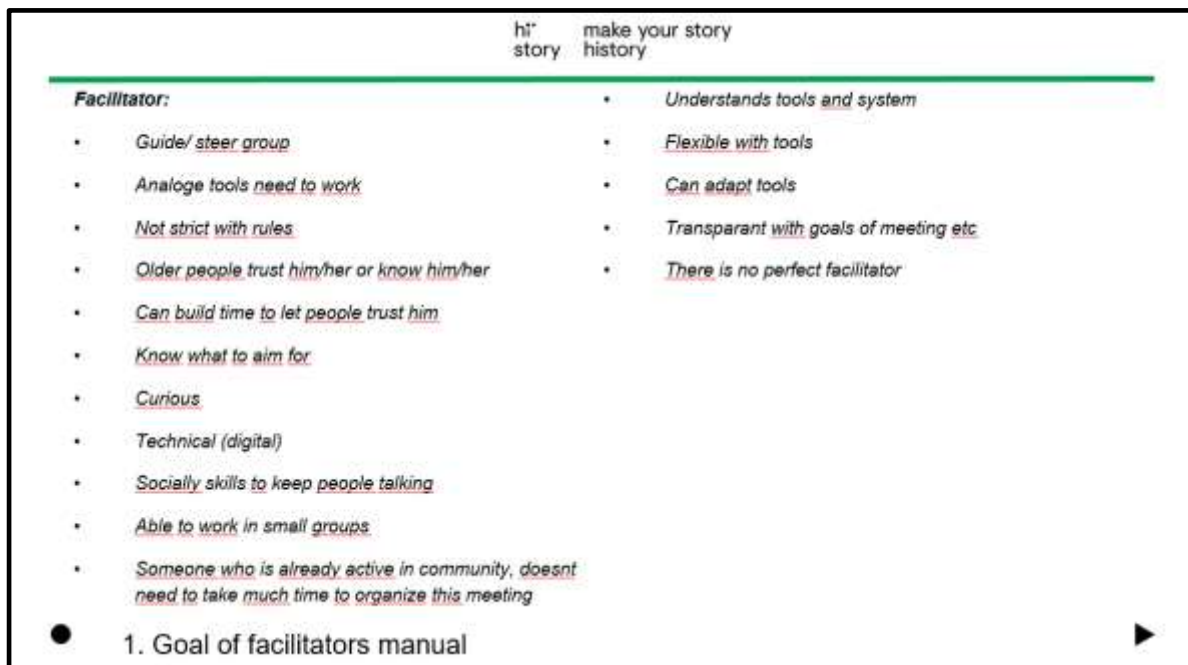 hi story make your story history
Facilitator:
• Guide/ steer group
• Analoge tools need to work
• Not strict with rules
• Older people trust him/her or know him/her
• Can build time to let people trust him
• Know what to aim for
• Curious
• Technical (digital)
• Socially skills to keep people talking
• Able to work in small groups
• Someone who is already active in community, doesnt
need to take much time to organize this meeting
• Understands tools and system
• Flexible with tools
• Can adapt tools
• Transparant with goals of meeting etc
• There is no perfect facilitator
● 1. Goal of facilitators manual